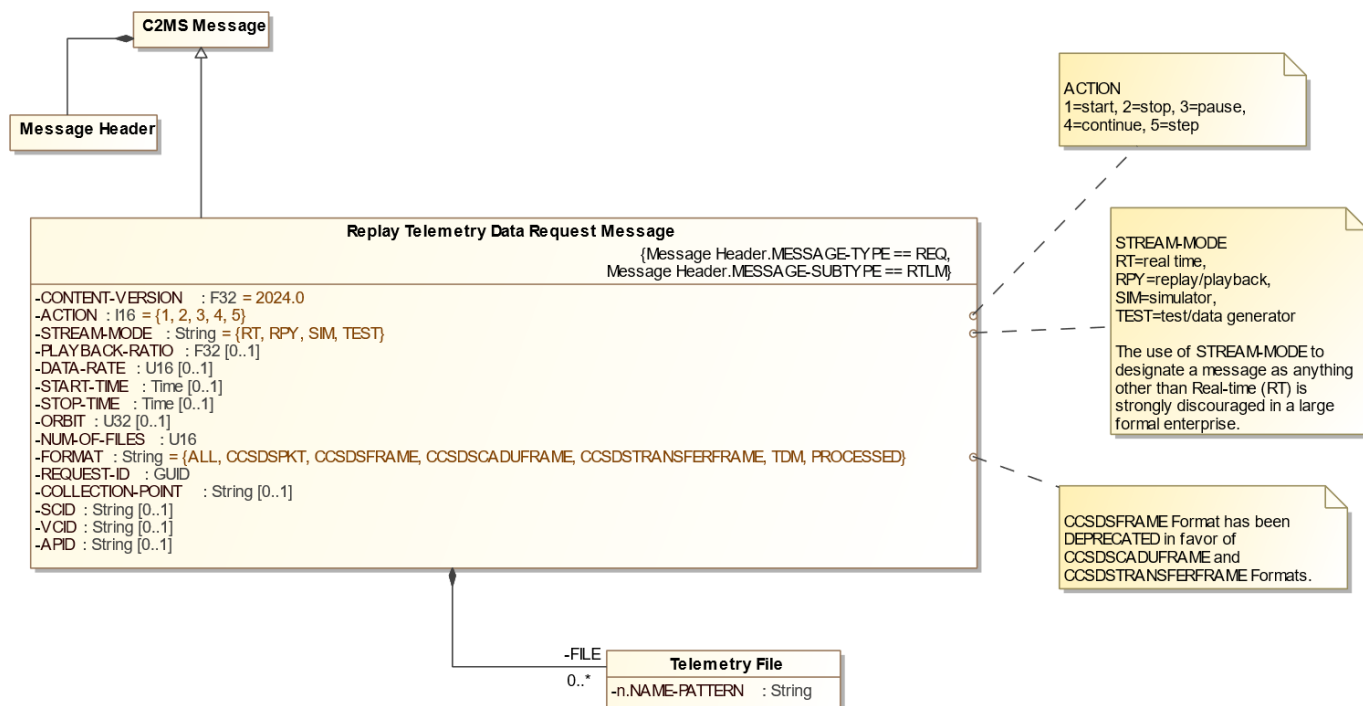 C2MS Message
Message Header
ACTION
1=start, 2=stop, 3=pause,
4=continue, 5=step
Replay Telemetry Data Request Message
{Message Header.MESSAGE-TYPE == REQ,
Message Header.MESSAGE-SUBTYPE == RTLM}
-CONTENT-VERSION : F32 = 2024.0
-ACTION : I16 = {1, 2, 3, 4, 5}
-STREAM-MODE : String = {RT, RPY, SIM, TEST}
-PLAYBACK-RATIO : F32 [0..1]
-DATA-RATE : U16 [0..1]
-START-TIME : Time [0..1]
-STOP-TIME : Time [0..1]
-ORBIT : U32 [0..1]
-NUM-OF-FILES : U16
-FORMAT : String = {ALL, CCSDSPKT, CCSDSFRAME, CCSDSCADUFRAME, CCSDSTRANSFERFRAME, TDM, PROCESSED}
-REQUEST-ID : GUID
-COLLECTION-POINT : String [0..1]
-SCID : String [0..1]
-VCID : String [0..1]
-APID : String [0..1]
STREAM-MODE
RT=real time,
RPY=replay/playback,
SIM=simulator,
TEST=test/data generator
The use of STREAM-MODE to
designate a message as anything
other than Real-time (RT) is
strongly discouraged in a large
formal enterprise.
CCSDSFRAME Format has been
DEPRECATED in favor of
CCSDSCADUFRAME and
CCSDSTRANSFERFRAME Formats.
-FILE
0..*
Telemetry File
-n.NAME-PATTERN : String